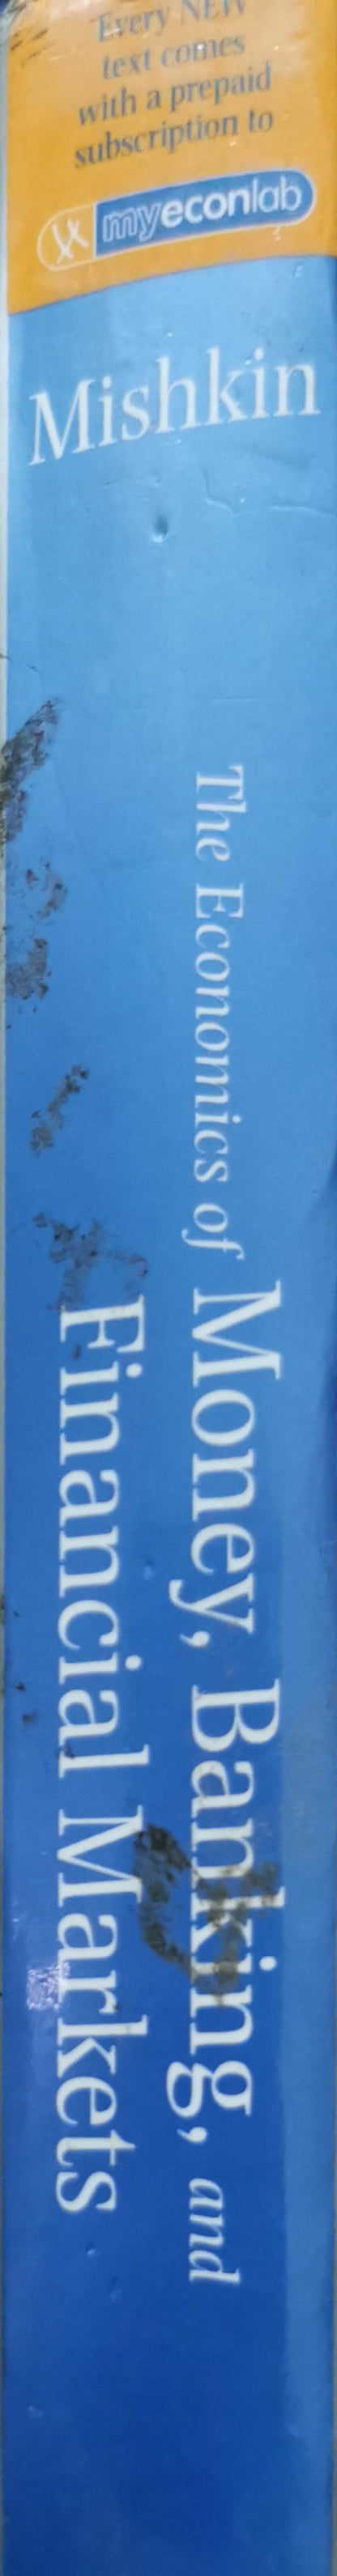 Every NEW
text comes
with a prepaid
subscription to
myeconlab
Mishkin
The Economics of Money, Banking, and
Financial Markets